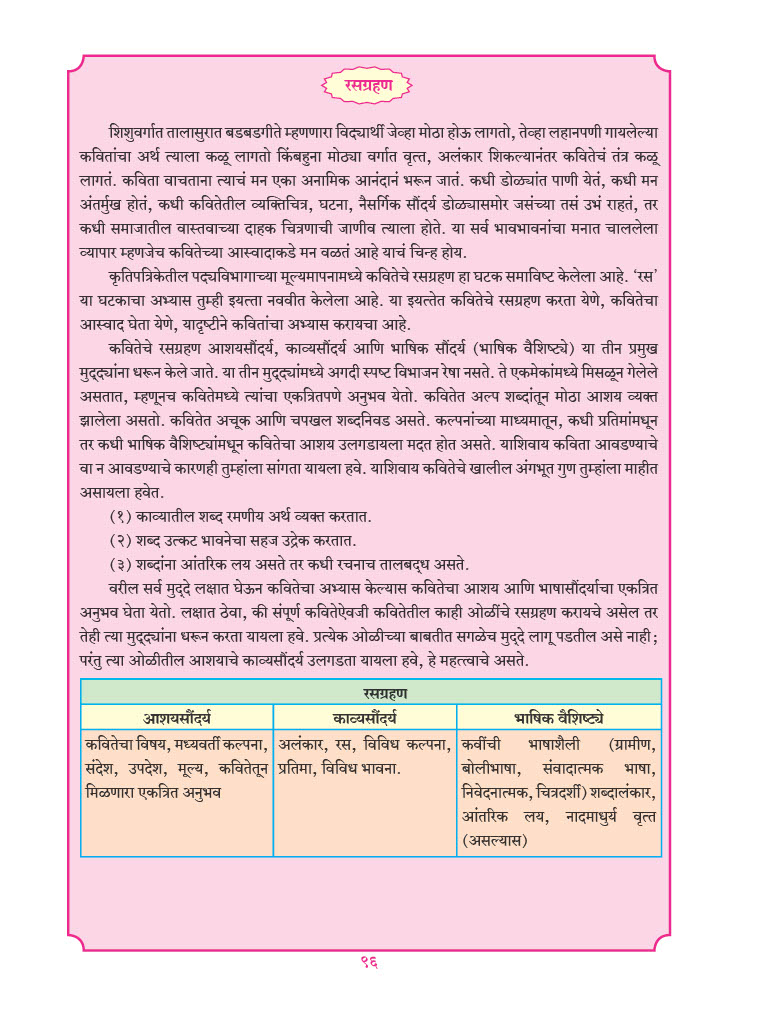 रसग्रहण
शिशुवर्गात तालासुरात बडबडगीते म्हणणारा विद्यार्थी जेव्हा मोठा होऊ लागतो, तेव्हा लहानपणी गायलेल्या
कवितांचा अर्थ त्याला कळू लागतो किंबहुना मोठ्या वर्गात वृत्त, अलंकार शिकल्यानंतर कवितेचं तंत्र कळू
लागतं. कविता वाचताना त्याचं मन एका अनामिक आनंदानं भरून जातं. कधी डोळ्यांत पाणी येतं, कधी मन
अंतर्मुख होतं, कधी कवितेतील व्यक्तिचित्र, घटना, नैसर्गिक सौंदर्य डोळ्यासमोर जसंच्या तसं उभं राहतं, तर
कधी समाजातील वास्तवाच्या दाहक चित्रणाची जाणीव त्याला होते. या सर्व भावभावनांचा मनात चाललेला
व्यापार म्हणजेच कवितेच्या आस्वादाकडे मन वळतं आहे याचं चिन्ह होय.
कृतिपत्रिकेतील पद्यविभागाच्या मूल्यमापनामध्ये कवितेचे रसग्रहण हा घटक समाविष्ट केलेला आहे. ‘रस’
या घटकाचा अभ्यास तुम्ही इयत्ता नववीत केलेला आहे. या इयत्तेत कवितेचे रसग्रहण करता येणे, कवितेचा
आस्वाद घेता येणे, यादृष्टीने कवितांचा अभ्यास करायचा आहे.
कवितेचे रसग्रहण आशयसौंदर्य, काव्यसौंदर्य आणि भाषिक सौंदर्य (भाषिक वैशिष्ट्ये) या तीन प्रमुख
मुद्द्यांना धरून केले जाते. या तीन मुद्द्यांमध्ये अगदी स्पष्ट विभाजन रेषा नसते. ते एकमेकांमध्ये मिसळून गेलेले
असतात, म्हणूनच कवितेमध्ये त्यांचा एकत्रितपणे अनुभव येतो. कवितेत अल्प शब्दांतून मोठा आशय व्यक्त
झालेला असतो. कवितेत अचूक आणि चपखल शब्दनिवड असते. कल्पनांच्या माध्यमातून, कधी प्रतिमांमधून
तर कधी भाषिक वैशिष्ट्यांमधून कवितेचा आशय उलगडायला मदत होत असते. याशिवाय कविता आवडण्याचे
वा न आवडण्याचे कारणही तुम्हांला सांगता यायला हवे. याशिवाय कवितेचे खालील अंगभूत गुण तुम्हांला माहीत
असायला हवेत.
(१) काव्यातील शब्द रमणीय अर्थ व्यक्त करतात.
(२) शब्द उत्कट भावनेचा सहज उद्रेक करतात.
(३) शब्दांना आंतरिक लय असते तर कधी रचनाच तालबद्ध असते.
वरील सर्व मुद्दे लक्षात घेऊन कवितेचा अभ्यास केल्यास कवितेचा आशय आणि भाषासौंदर्याचा एकत्रित
अनुभव घेता येतो. लक्षात ठेवा, की संपूर्ण कवितेऐवजी कवितेतील काही ओळींचे रसग्रहण करायचे असेल तर
तेही त्या मुद्द्यांना धरून करता यायला हवे. प्रत्येक ओळीच्या बाबतीत सगळेच मुद्दे लागू पडतील असे नाही;
परंतु त्या ओळीतील आशयाचे काव्यसौंदर्य उलगडता यायला हवे, हे महत्त्वाचे असते.
रसग्रहण
आशयसौंदर्य
कवितेचा विषय, मध्यवर्ती कल्पना,
संदेश, उपदेश, मूल्य, कवितेतून
मिळणारा एकत्रित अनुभव
काव्यसौंदर्य
अलंकार, रस, विविध कल्पना,
प्रतिमा, विविध भावना.
भाषिक वैशिष्ट्ये
कवींची भाषाशैली (ग्रामीण,
बोलीभाषा, संवादात्मक भाषा,
निवेदनात्मक, चित्रदर्शी) शब्दालंकार,
आंतरिक लय, नादमाधुर्य वृत्त
(असल्यास)
९६